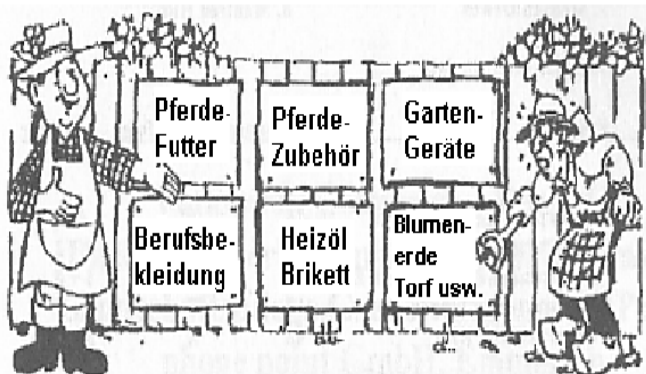 Pferde-
Futter
Pferde-
Zubehör
Garten-
Geräte
Berufsbe-
kleidung
Heizöl
Brikett
Blumen-
erde
Torf usw